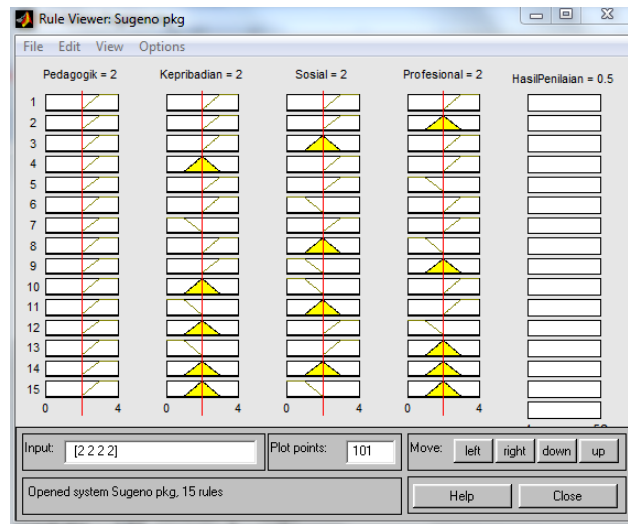 Rule Viewer: Sugeno pkg
File Edit View Options
Pedagogik = 2 Kepribadian = 2 Sosial = 2 Profesional = 2 HasilPenilaian = 0.5
1
2
3
4
5
6
7
8
9
10
11
12
13
14
15
0 4 0 4 0 4 0 4
Input: [2 2 2 2] Plot points: 101 Move: left right down up
Opened system Sugeno pkg, 15 rules Help Close